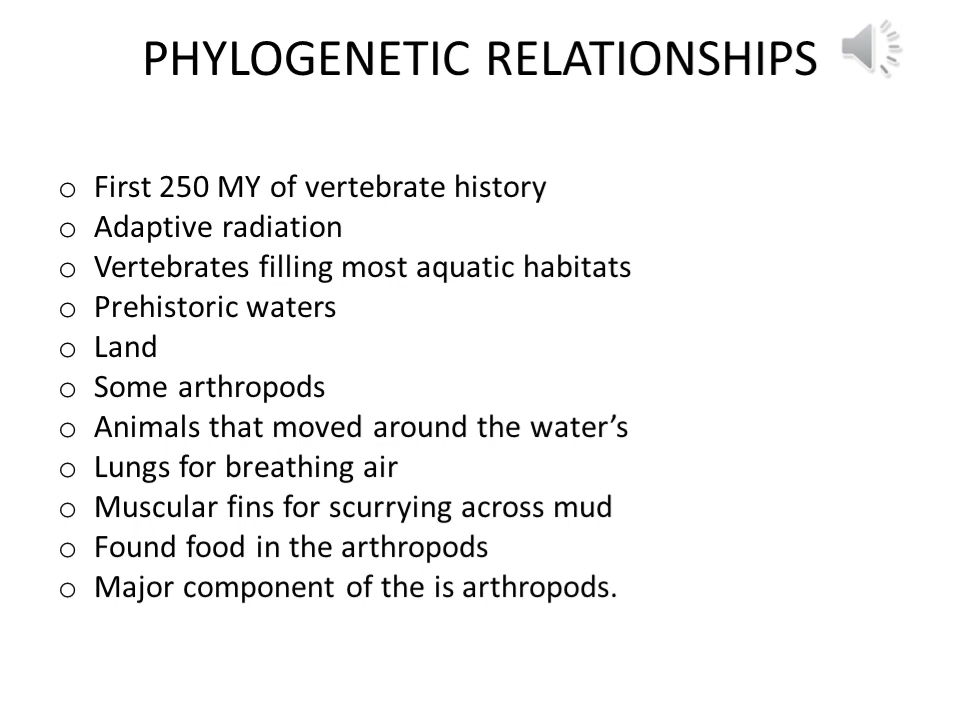 PHYLOGENETIC RELATIONSHIPS
o First 250 MY of vertebrate history
o Adaptive radiation
o Vertebrates filling most aquatic habitats
o Prehistoric waters
o Land
o Some arthropods
o Animals that moved around the water’s
o Lungs for breathing air
o Muscular fins for scurrying across mud
o Found food in the arthropods
o Major component of the is arthropods.